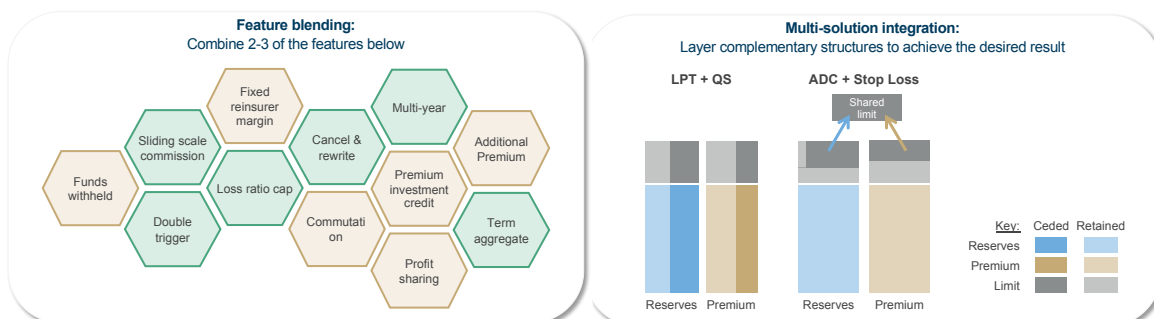 Feature blending:
Combine 2-3 of the features below
Fixed
reinsurer
margin
Multi-year
Sliding scale
commission
Cancel &
rewrite
Additional
Premium
Funds
withheld
Loss ratio cap
Premium
investment
credit
Double
trigger
Commutati
on
Term
aggregate
Profit
sharing
Multi-solution integration:
Layer complementary structures to achieve the desired result
LPT + QS
ADC + Stop Loss
Shared
limit
Reserves Premium
Reserves Premium
Key: Ceded Retained
Reserves
Premium
Limit